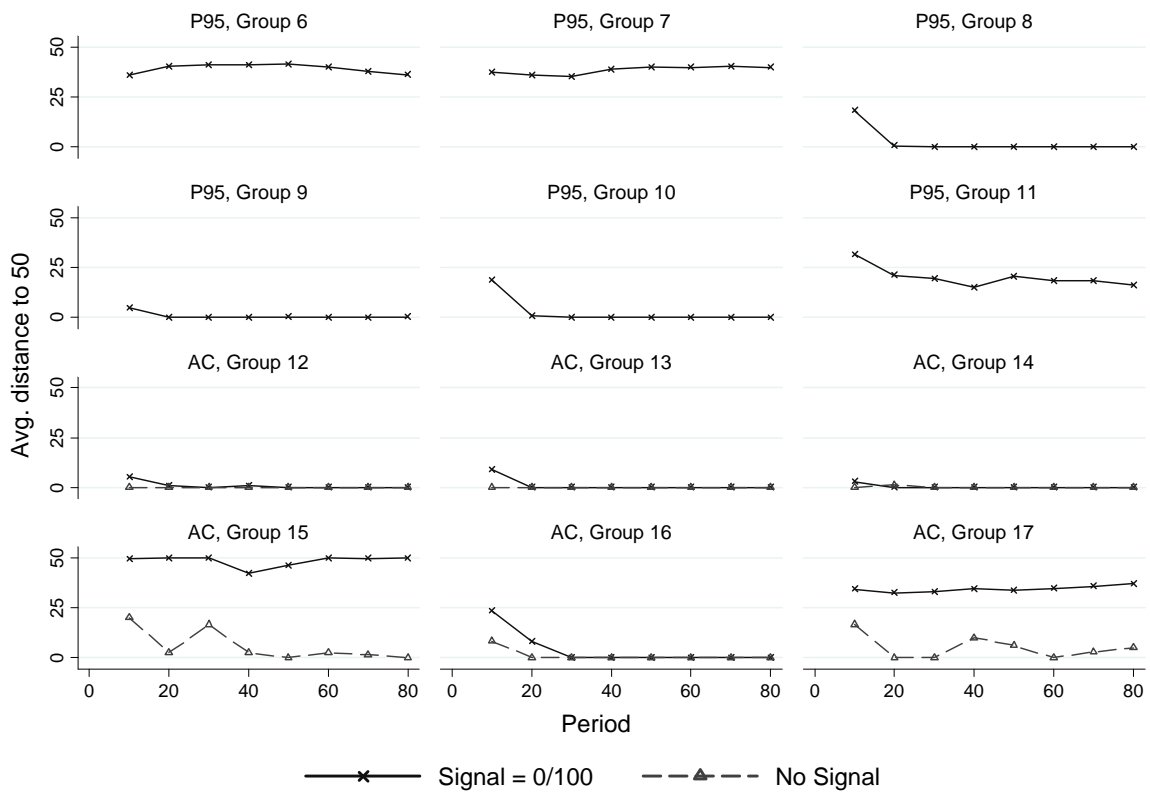 P95, Group 6
P95, Group 7
P95, Group 8
50
25
0
P95, Group 9
P95, Group 10
P95, Group 11
50
25
0
Avg. distance to 50
AC, Group 12
AC, Group 13
AC, Group 14
50
25
0
AC, Group 15
AC, Group 16
AC, Group 17
50
25
0
0 20 40 60 80
0 20 40 60 80
0 20 40 60 80
Period
Signal = 0/100
No Signal